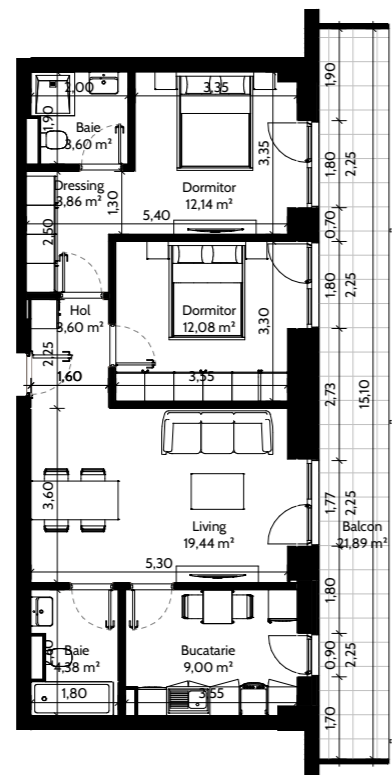 1,90
2,00
3,35
1,90
Baie
3,60 m²
3,35
1,80
2,25
Dressing
3,86 m²
1,30
Dormitor
12,14 m²
5,40
0,70
2,50
1,80
2,25
Hol
3,60 m²
Dormitor
12,08 m²
3,30
2,25
1,60
3,55
2,73
15,10
3,60
1,77
2,25
Living
19,44 m²
Balcon
21,89 m²
5,30
1,80
Baie
4,38 m²
Bucatarie
9,00 m²
0,90
2,25
1,80
3,55
1,70